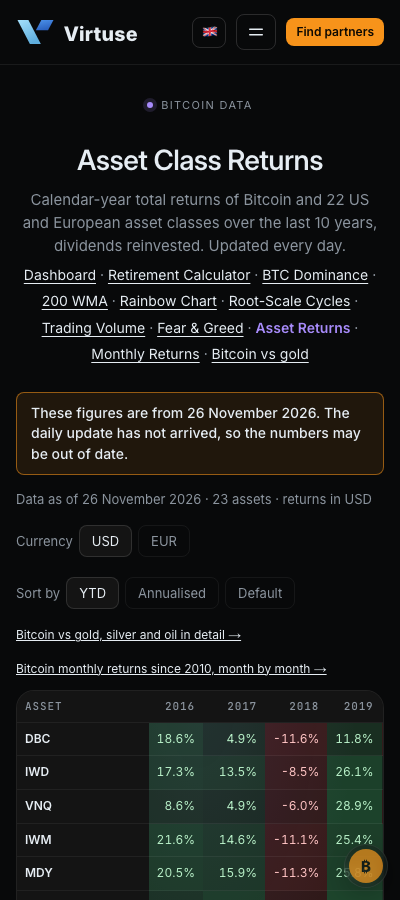 Virtuse
Find partners
BITCOIN DATA
Asset Class Returns
Calendar-year total returns of Bitcoin and 22 US
and European asset classes over the last 10 years,
dividends reinvested. Updated every day.
Dashboard · Retirement Calculator · BTC Dominance ·
200 WMA · Rainbow Chart · Root-Scale Cycles ·
Trading Volume · Fear & Greed · Asset Returns ·
Monthly Returns · Bitcoin vs gold
These figures are from 26 November 2026. The
daily update has not arrived, so the numbers may
be out of date.
Data as of 26 November 2026 · 23 assets · returns in USD
Currency USD EUR
Sort by YTD Annualised Default
Bitcoin vs gold, silver and oil in detail →
Bitcoin monthly returns since 2010, month by month →
ASSET 2016 2017 2018 2019
DBC 18.6% 4.9% -11.6% 11.8%
IWD 17.3% 13.5% -8.5% 26.1%
VNQ 8.6% 4.9% -6.0% 28.9%
IWM 21.6% 14.6% -11.1% 25.4%
MDY 20.5% 15.9% -11.3%